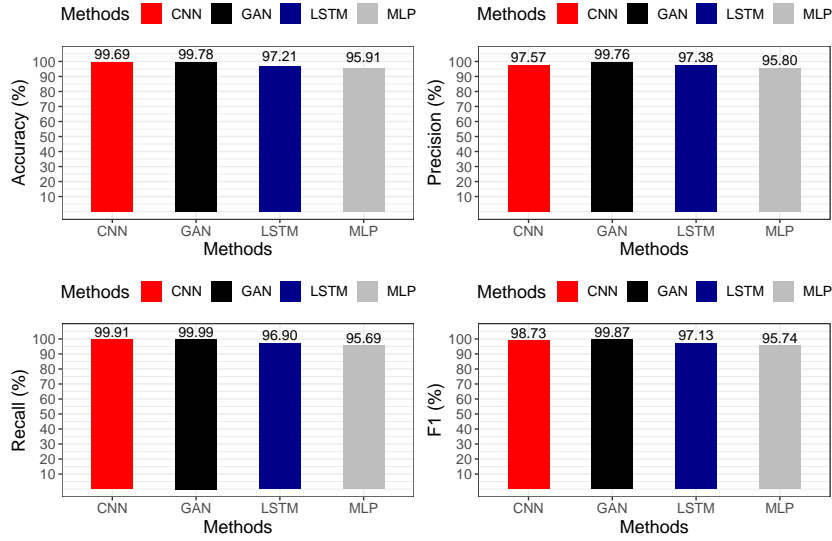 Methods CNN GAN LSTM MLP
99.69 99.78 97.21 95.91
Accuracy (%)
100
90
80
70
60
50
40
30
20
10
CNN GAN LSTM MLP
Methods
Methods CNN GAN LSTM MLP
97.57 99.76 97.38 95.80
Precision (%)
100
90
80
70
60
50
40
30
20
10
CNN GAN LSTM MLP
Methods
Methods CNN GAN LSTM MLP
99.91 99.99 96.90 95.69
Recall (%)
100
90
80
70
60
50
40
30
20
10
CNN GAN LSTM MLP
Methods
Methods CNN GAN LSTM MLP
98.73 99.87 97.13 95.74
F1 (%)
100
90
80
70
60
50
40
30
20
10
CNN GAN LSTM MLP
Methods